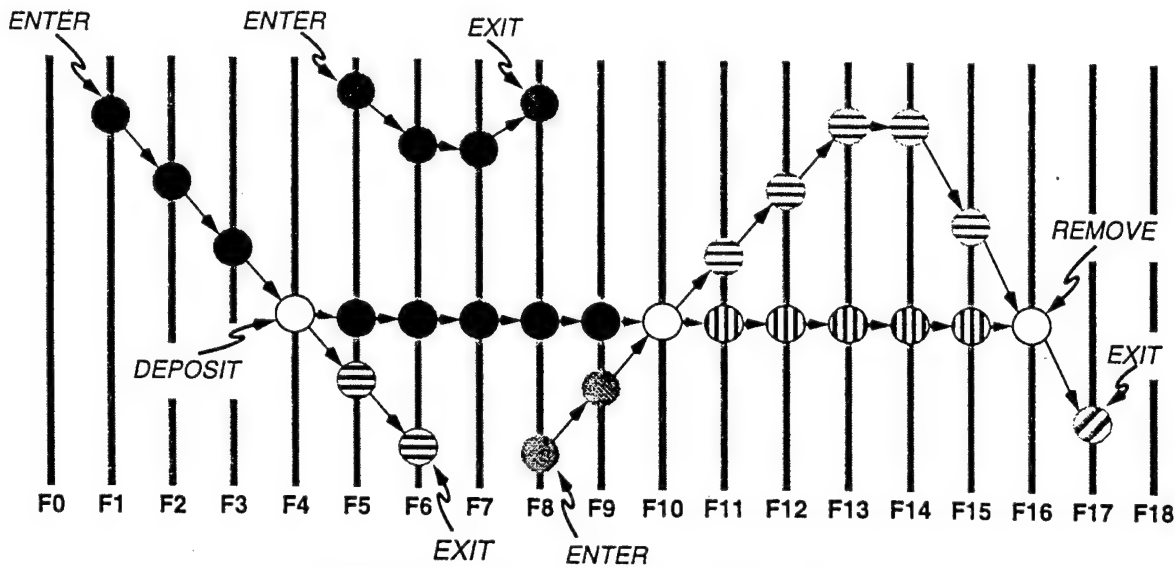 ENTER
ENTER
EXIT
REMOVE
DEPOSIT
EXIT
F0 F1 F2 F3 F4 F5 F6 F7 F8 F9 F10 F11 F12 F13 F14 F15 F16 F17 F18
EXIT
ENTER